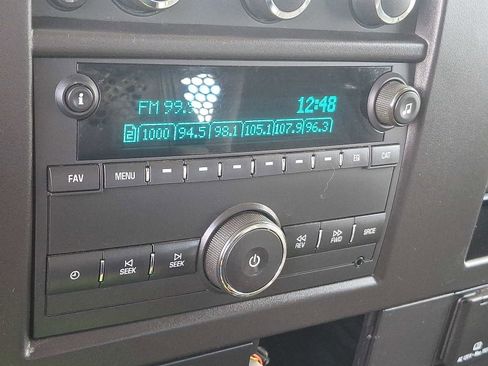 FM 99.
12:48
2 1000 94.5 98.1 105.1 107.9 96.3
FAV MENU EQ CAT
SEEK SEEK REV FWD SRCE